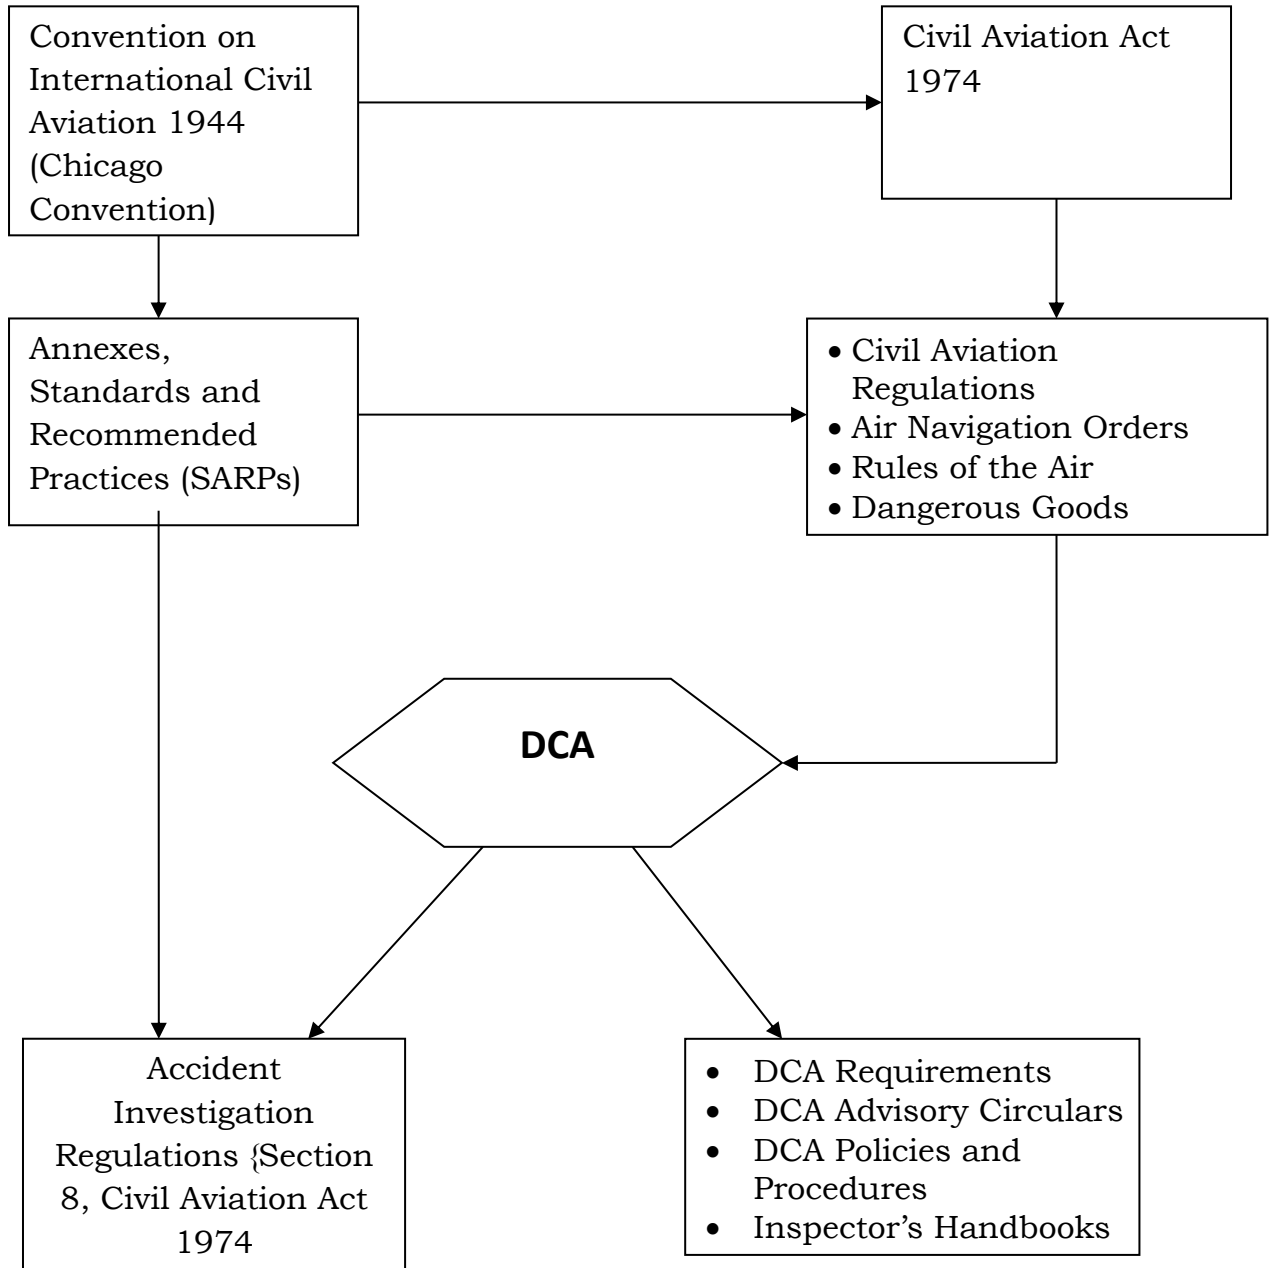 Convention on
International Civil
Aviation 1944
(Chicago
Convention)
Civil Aviation Act
1974
Annexes,
Standards and
Recommended
Practices (SARPs)
• Civil Aviation
Regulations
• Air Navigation Orders
• Rules of the Air
• Dangerous Goods
DCA
Accident
Investigation
Regulations {Section
8, Civil Aviation Act
1974
• DCA Requirements
• DCA Advisory Circulars
• DCA Policies and
Procedures
• Inspector’s Handbooks